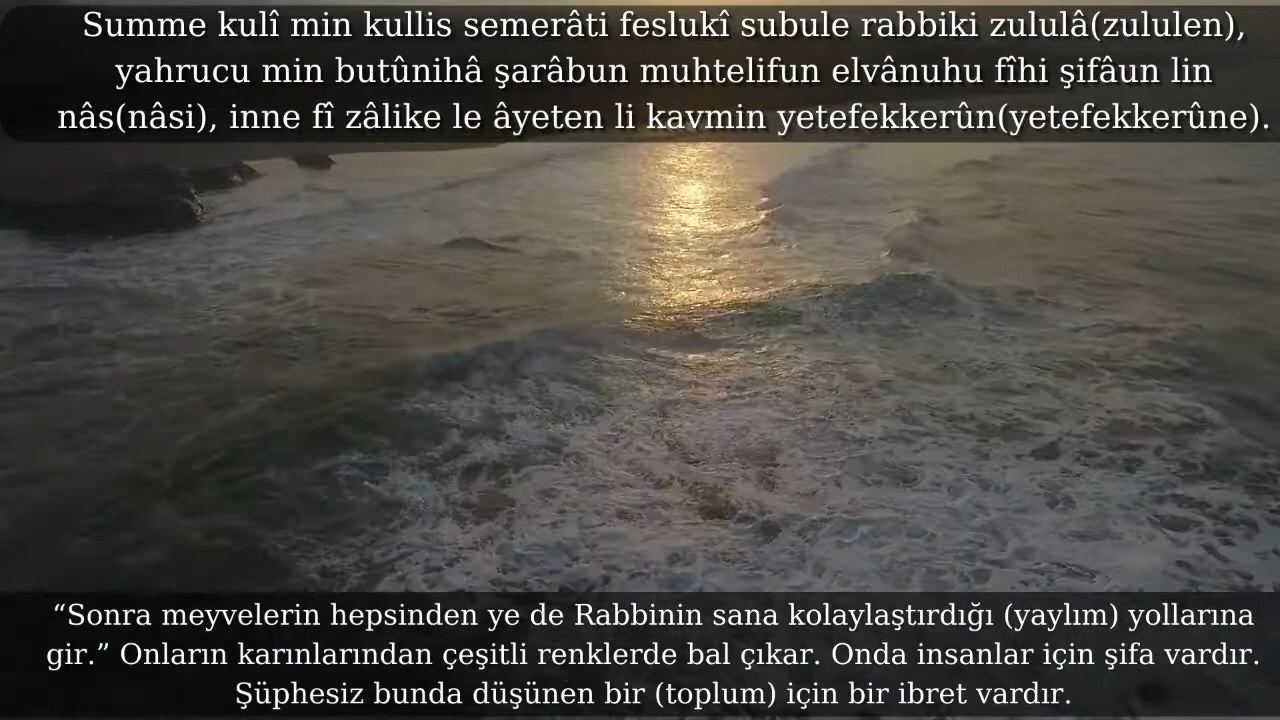 Summe kulî min kullis semerâti feslukî subule rabbiki zululâ(zululen),
yahrucu min butûnihâ şarâbun muhtelifun elvânuhu fîhi şifâun lin
nâs(nâsi), inne fî zâlike le âyeten li kavmin yetefekkerûn(yetefekkerûne).
“Sonra meyvelerin hepsinden ye de Rabbinin sana kolaylaştırdığı (yaylım) yollarına
gir.” Onların karınlarından çeşitli renklerde bal çıkar. Onda insanlar için şifa vardır.
Şüphesiz bunda düşünen bir (toplum) için bir ibret vardır.